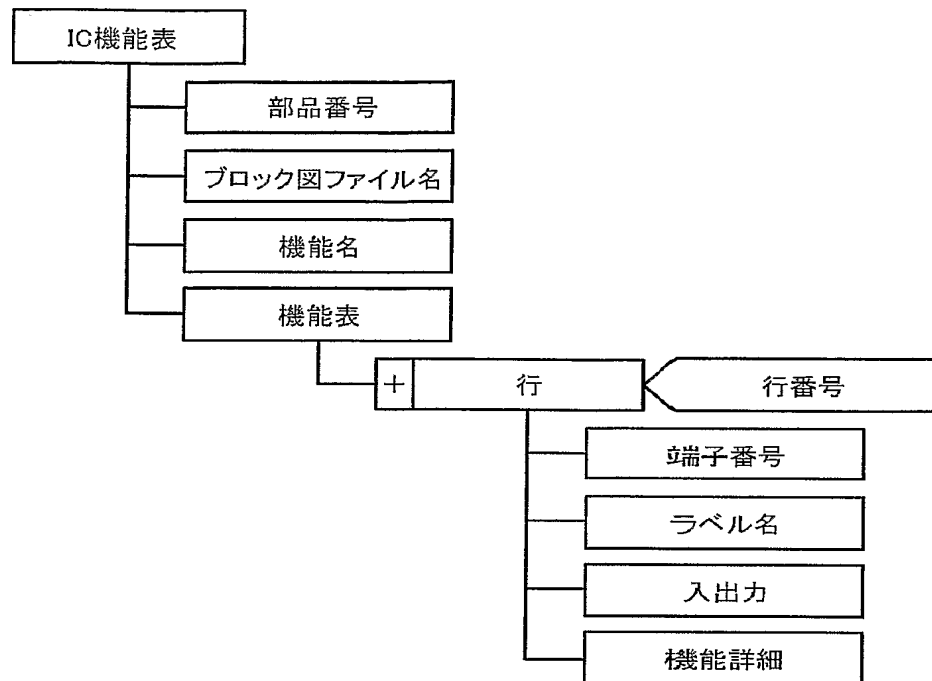 IC機能表
部品番号
ブロック図ファイル名
機能名
機能表
+ 行 行番号
端子番号
ラベル名
入出力
機能詳細